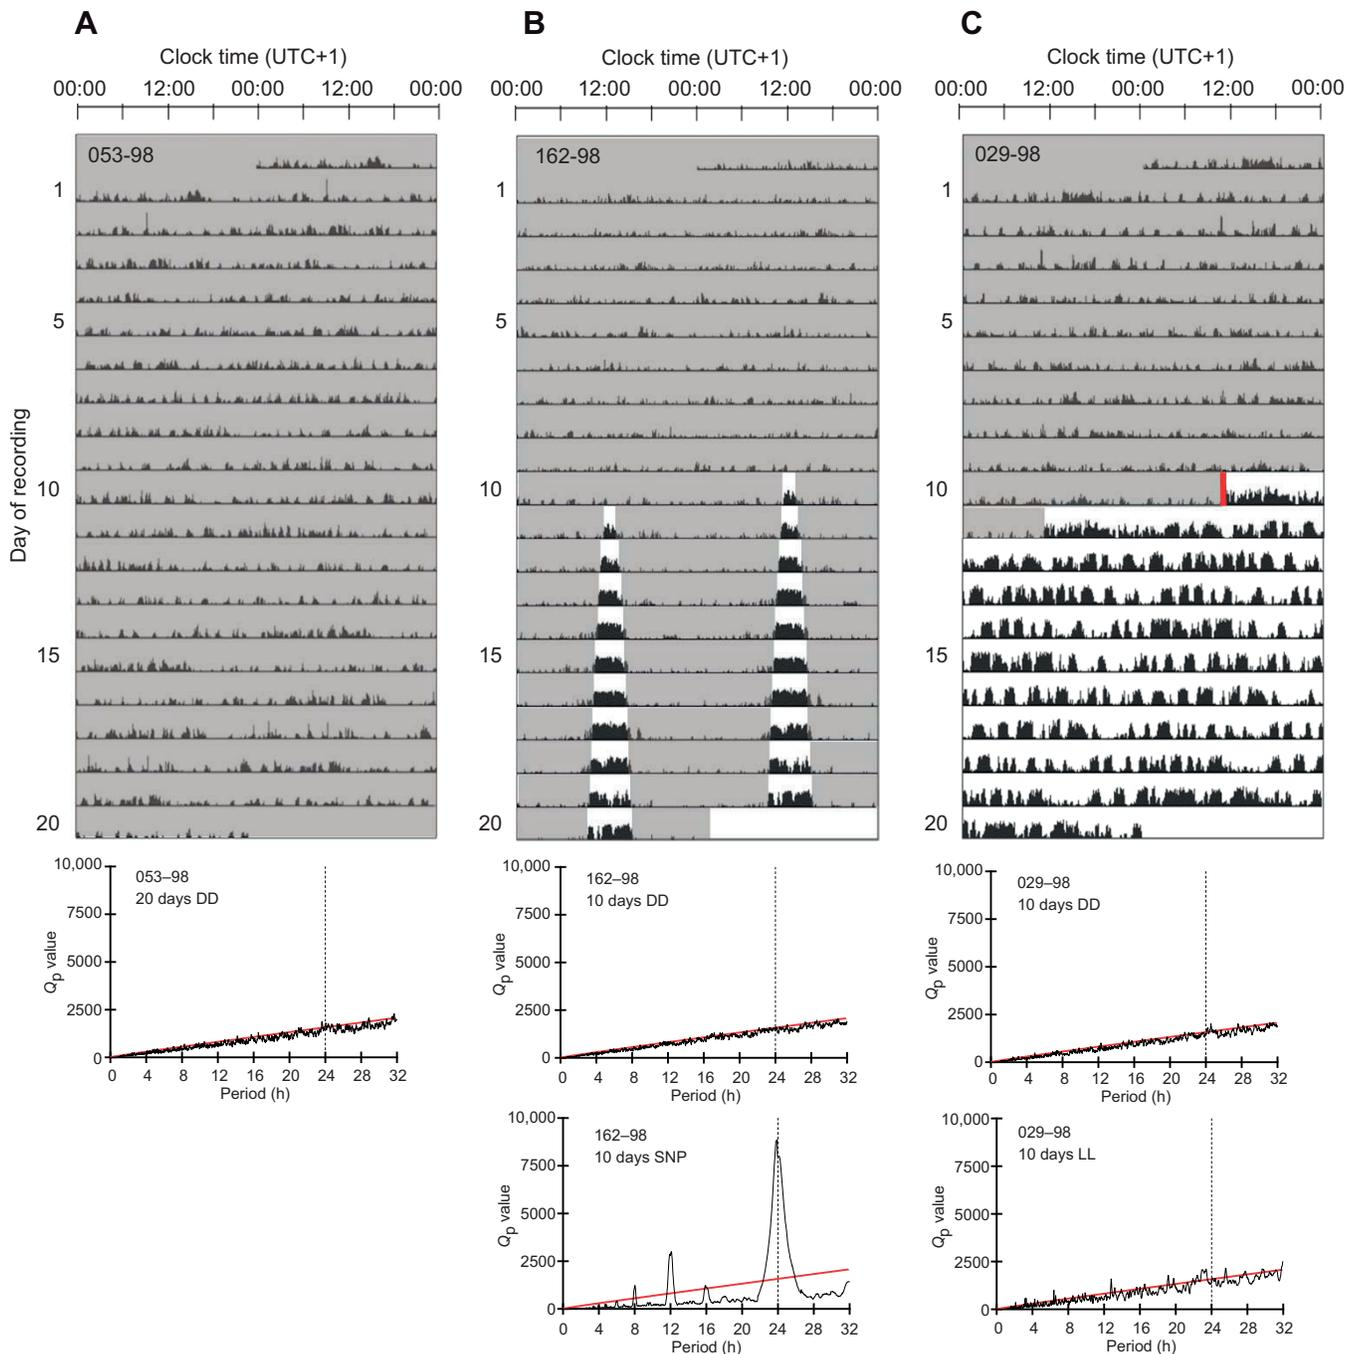 A
B
C
Clock time (UTC+1)
Clock time (UTC+1)
Clock time (UTC+1)
00:00 12:00 00:00 12:00 00:00
00:00 12:00 00:00 12:00 00:00
00:00 12:00 00:00 12:00 00:00
Day of recording
053-98
1
5
10
15
20
162-98
1
5
10
15
20
029-98
1
5
10
15
20
053–98
20 days DD
Qp value
10,000
7500
5000
2500
0
0 4 8 12 16 20 24 28 32
Period (h)
162–98
10 days DD
Qp value
10,000
7500
5000
2500
0
0 4 8 12 16 20 24 28 32
Period (h)
029–98
10 days DD
Qp value
10,000
7500
5000
2500
0
0 4 8 12 16 20 24 28 32
Period (h)
162–98
10 days SNP
Qp value
10,000
7500
5000
2500
0
0 4 8 12 16 20 24 28 32
Period (h)
029–98
10 days LL
Qp value
10,000
7500
5000
2500
0
0 4 8 12 16 20 24 28 32
Period (h)